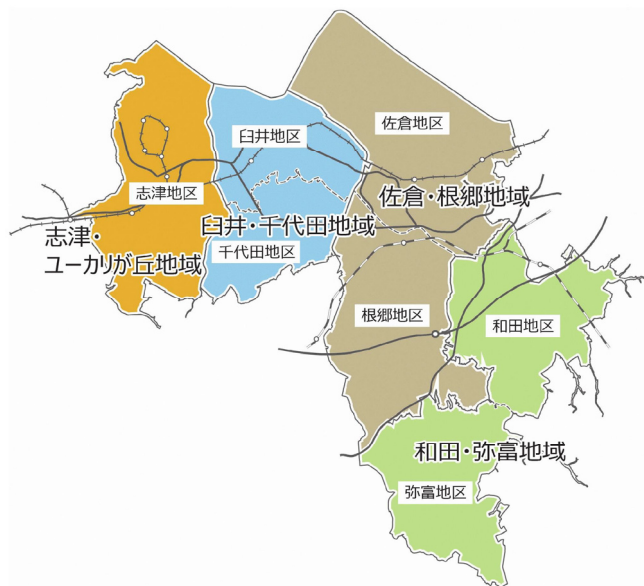 臼井地区
佐倉地区
志津地区
佐倉・根郷地域
志津・
ユーカリが丘地域
臼井・千代田地域
千代田地区
根郷地区
和田地区
和田・弥富地域
弥富地区